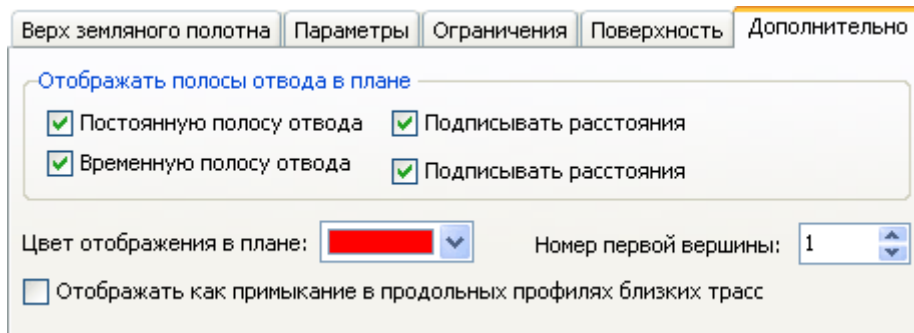 Верх земляного полотна Параметры Ограничения Поверхность Дополнительно
Отображать полосы отвода в плане
Постоянную полосу отвода Подписывать расстояния
Временную полосу отвода Подписывать расстояния
Цвет отображения в плане: Номер первой вершины: 1
Отображать как примыкание в продольных профилях близких трасс